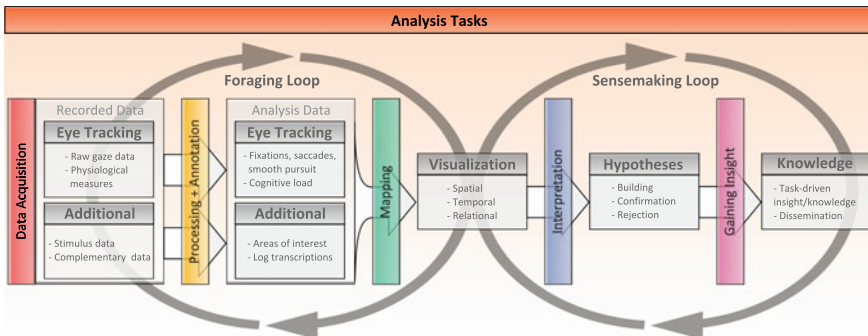 Analysis Tasks
Foraging Loop
Sensemaking Loop
Data Acquisition
Recorded Data
Eye Tracking
- Raw gaze data
- Physiological
measures
Additional
- Stimulus data
- Complementary data
Processing + Annotation
Analysis Data
Eye Tracking
- Fixations, saccades,
smooth pursuit
- Cognitive load
Additional
- Areas of interest
- Log transcriptions
Mapping
Visualization
- Spatial
- Temporal
- Relational
Interpretation
Hypotheses
- Building
- Confirmation
- Rejection
Gaining Insight
Knowledge
- Task-driven
insight/knowledge
- Dissemination